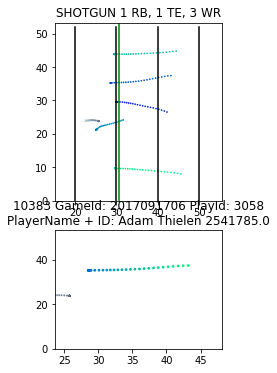 SHOTGUN 1 RB, 1 TE, 3 WR
50
40
30
20
10
0
20 30 40 50
10383 GameId: 2017091706 PlayId: 3058
PlayerName + ID: Adam Thielen 2541785.0
40
20
0
25 30 35 40 45